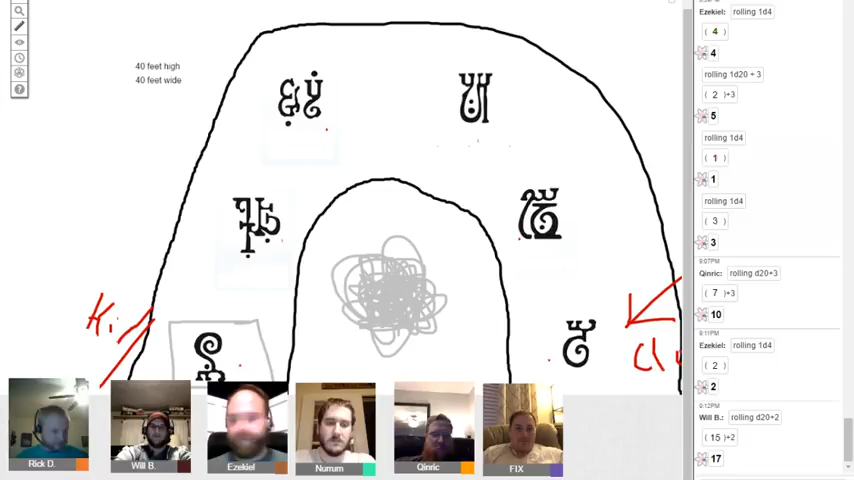 40 feet high
40 feet wide
Ki
Ezekiel: rolling 1d4
( 4 )
4
rolling 1d20 + 3
( 2 )+3
5
rolling 1d4
( 1 )
1
rolling 1d4
( 3 )
3
9:07PM
Qinric: rolling d20+3
( 7 )+3
10
9:11PM
Ezekiel: rolling 1d4
( 2 )
2
9:12PM
Will B.: rolling d20+2
( 15 )+2
17
Rick D.
Will B.
Ezekiel
Nurrum
Qinric
FIX